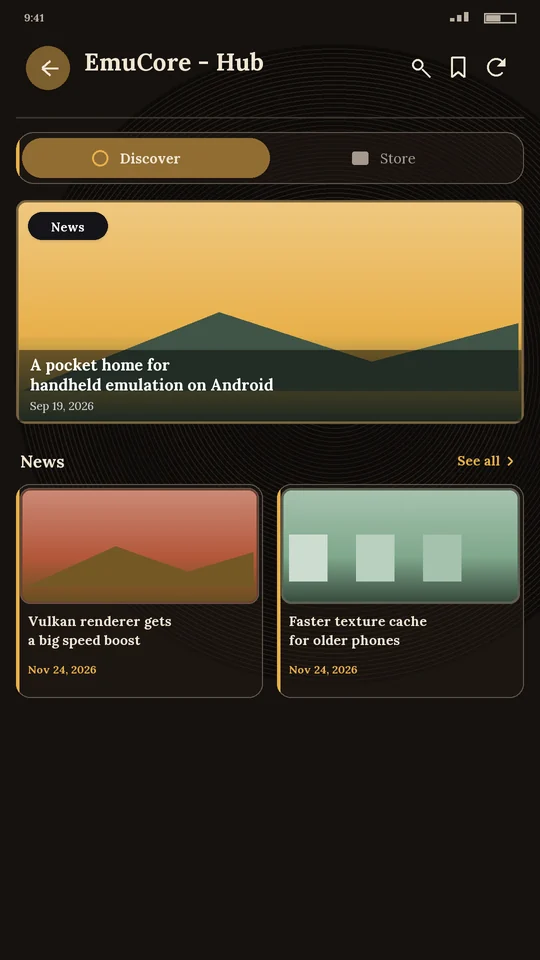 9:41
EmuCore - Hub
Discover
Store
News
A pocket home for
handheld emulation on Android
Sep 19, 2026
News
See all
Vulkan renderer gets
a big speed boost
Nov 24, 2026
Faster texture cache
for older phones
Nov 24, 2026